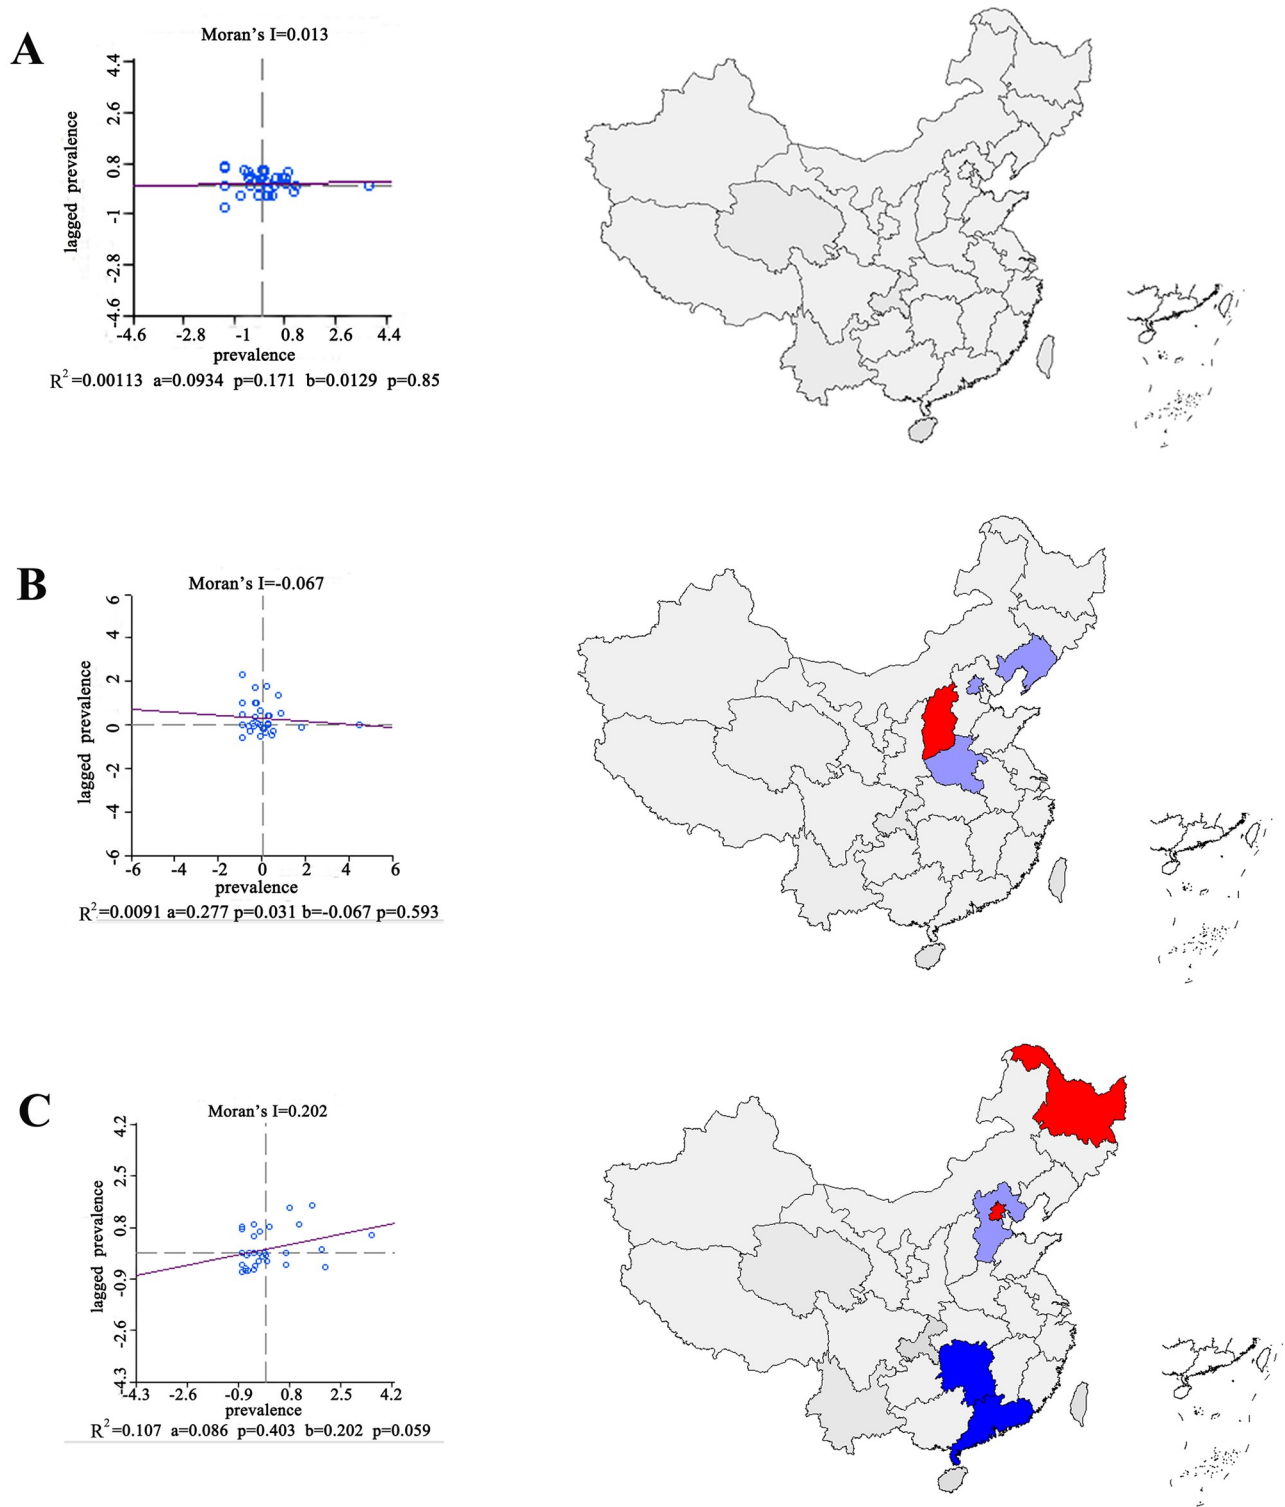 A
Moran's I=0.013
4.4
2.6
0.8
-1
-2.8
-4.6
lagged prevalence
-4.6 -2.8 -1 0.8 2.6 4.4
prevalence
R²=0.00113 a=0.0934 p=0.171 b=0.0129 p=0.85
B
Moran's I=-0.067
6
4
2
0
-2
-4
-6
lagged prevalence
-6 -4 -2 0 2 4 6
prevalence
R²=0.0091 a=0.277 p=0.031 b=-0.067 p=0.593
C
Moran's I=0.202
4.2
2.5
0.8
-0.9
-2.6
-4.3
lagged prevalence
-4.3 -2.6 -0.9 0.8 2.5 4.2
prevalence
R²=0.107 a=0.086 p=0.403 b=0.202 p=0.059